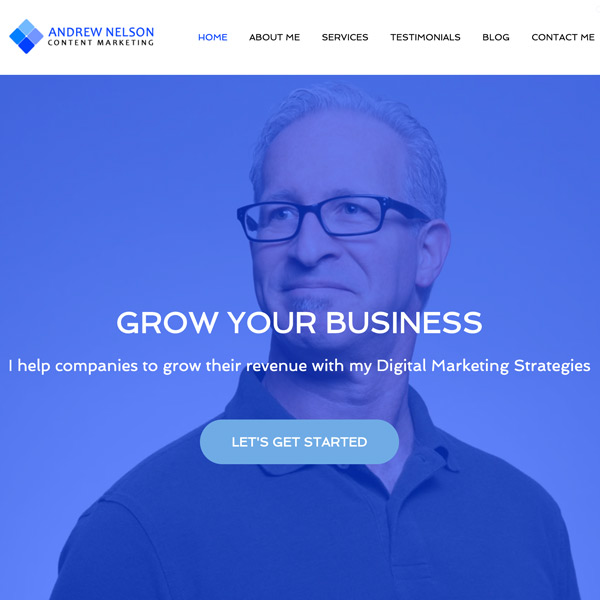 ANDREW NELSON
CONTENT MARKETING
HOME ABOUT ME SERVICES TESTIMONIALS BLOG CONTACT ME
GROW YOUR BUSINESS
I help companies to grow their revenue with my Digital Marketing Strategies
LET'S GET STARTED